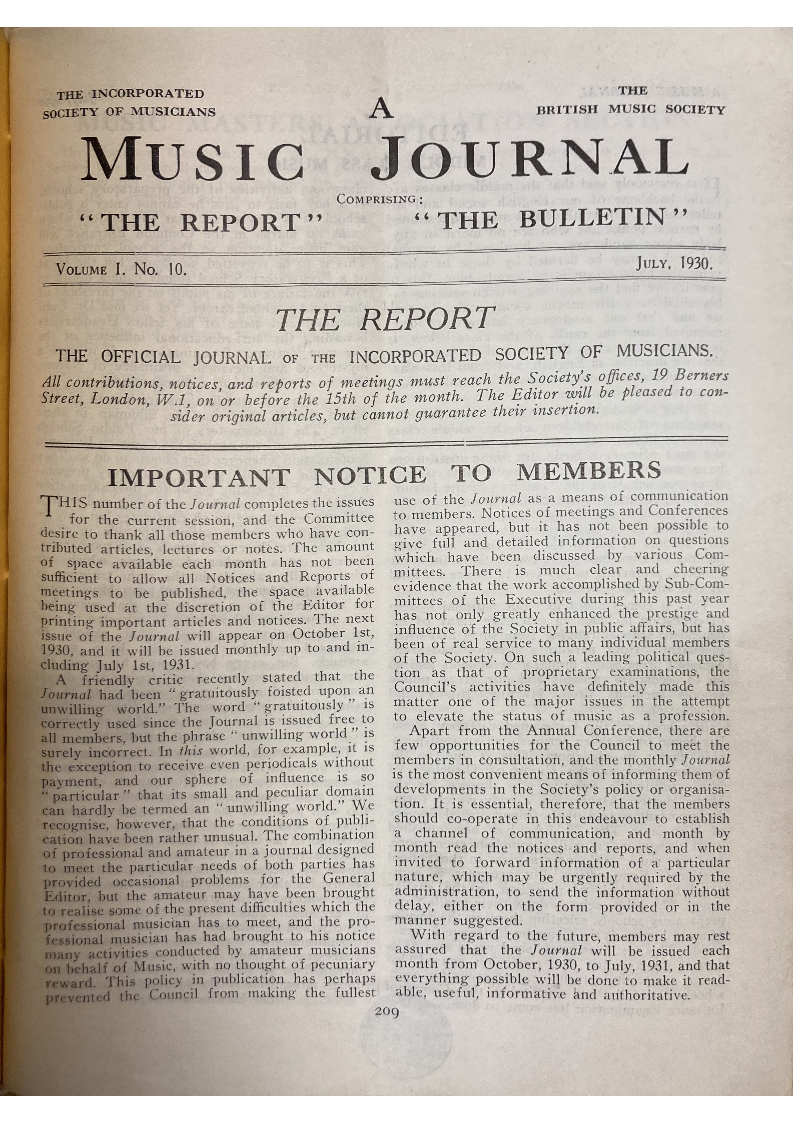 THE INCORPORATED
SOCIETY OF MUSICIANS
THE
BRITISH MUSIC SOCIETY
A
MUSIC JOURNAL
COMPRISING:
"THE REPORT" "THE BULLETIN"
VOLUME I. No. 10. JULY, 1930.
THE REPORT
THE OFFICIAL JOURNAL OF THE INCORPORATED SOCIETY OF MUSICIANS.
All contributions, notices, and reports of meetings must reach the Society's offices, 19 Berners
Street, London, W.1, on or before the 15th of the month. The Editor will be pleased to con-
sider original articles, but cannot guarantee their insertion.
IMPORTANT NOTICE TO MEMBERS
THIS number of the Journal completes the issues
for the current session, and the Committee
desire to thank all those members who have con-
tributed articles, lectures or notes. The amount
of space available each month has not been
sufficient to allow all Notices and Reports of
meetings to be published, the space available
being used at the discretion of the Editor for
printing important articles and notices. The next
issue of the Journal will appear on October 1st,
1930, and it will be issued monthly up to and in-
cluding July 1st, 1931.
A friendly critic recently stated that the
Journal had been "gratuitously foisted upon an
unwilling world." The word "gratuitously" is
correctly used since the Journal is issued free to
all members, but the phrase "unwilling world" is
surely incorrect. In this world, for example, it is
the exception to receive even periodicals without
payment, and our sphere of influence is so
"particular" that its small and peculiar domain
can hardly be termed an "unwilling world." We
recognise, however, that the conditions of publi-
cation have been rather unusual. The combination
of professional and amateur in a journal designed
to meet the particular needs of both parties has
provided occasional problems for the General
Editor, but the amateur may have been brought
to realise some of the present difficulties which the
professional musician has to meet, and the pro-
fessional musician has had brought to his notice
many activities conducted by amateur musicians
on behalf of Music, with no thought of pecuniary
reward. This policy in publication has perhaps
prevented the Council from making the fullest
use of the Journal as a means of communication
to members. Notices of meetings and Conferences
have appeared, but it has not been possible to
give full and detailed information on questions
which have been discussed by various Com-
mittees. There is much clear and cheering
evidence that the work accomplished by Sub-Com-
mittees of the Executive during this past year
has not only greatly enhanced the prestige and
influence of the Society in public affairs, but has
been of real service to many individual members
of the Society. On such a leading political ques-
tion as that of proprietary examinations, the
Council's activities have definitely made this
matter one of the major issues in the attempt
to elevate the status of music as a profession.
Apart from the Annual Conference, there are
few opportunities for the Council to meet the
members in consultation, and the monthly Journal
is the most convenient means of informing them of
developments in the Society's policy or organisa-
tion. It is essential, therefore, that the members
should co-operate in this endeavour to establish
a channel of communication, and month by
month read the notices and reports, and when
invited to forward information of a particular
nature, which may be urgently required by the
administration, to send the information without
delay, either on the form provided or in the
manner suggested.
With regard to the future, members may rest
assured that the Journal will be issued each
month from October, 1930, to July, 1931, and that
everything possible will be done to make it read-
able, useful, informative and authoritative.
209